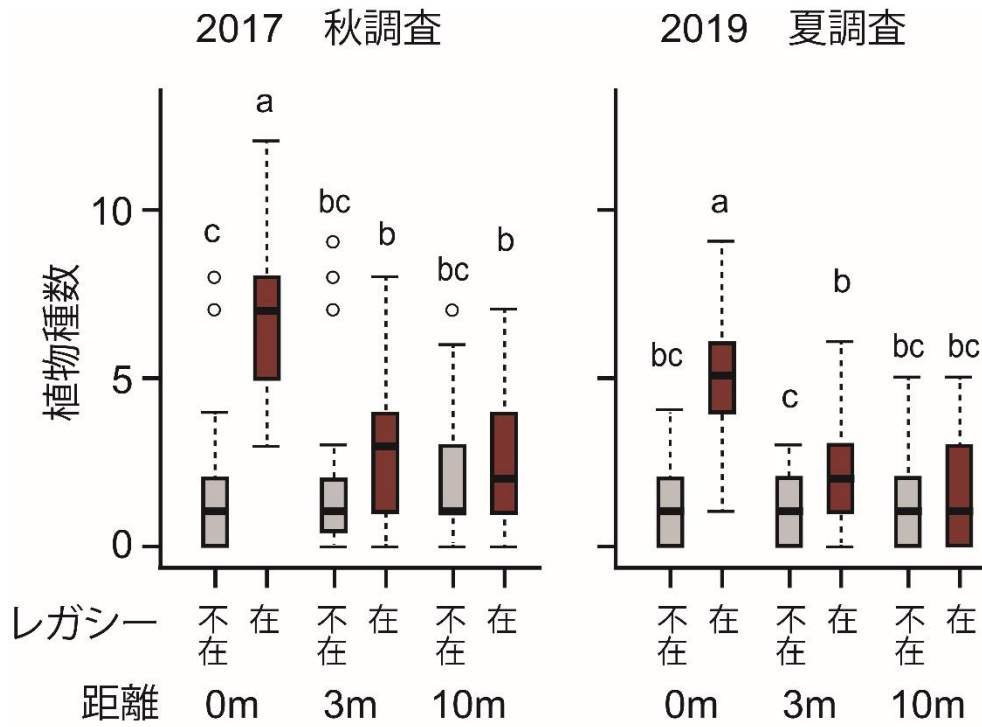 2017 秋調査
2019 夏調査
植物種数
10
5
0
c
a
bc
b
bc
b
bc
a
c
b
bc
bc
レガシー
不在 在 不在 在 不在 在
不在 在 不在 在 不在 在
距離 0m 3m 10m
0m 3m 10m